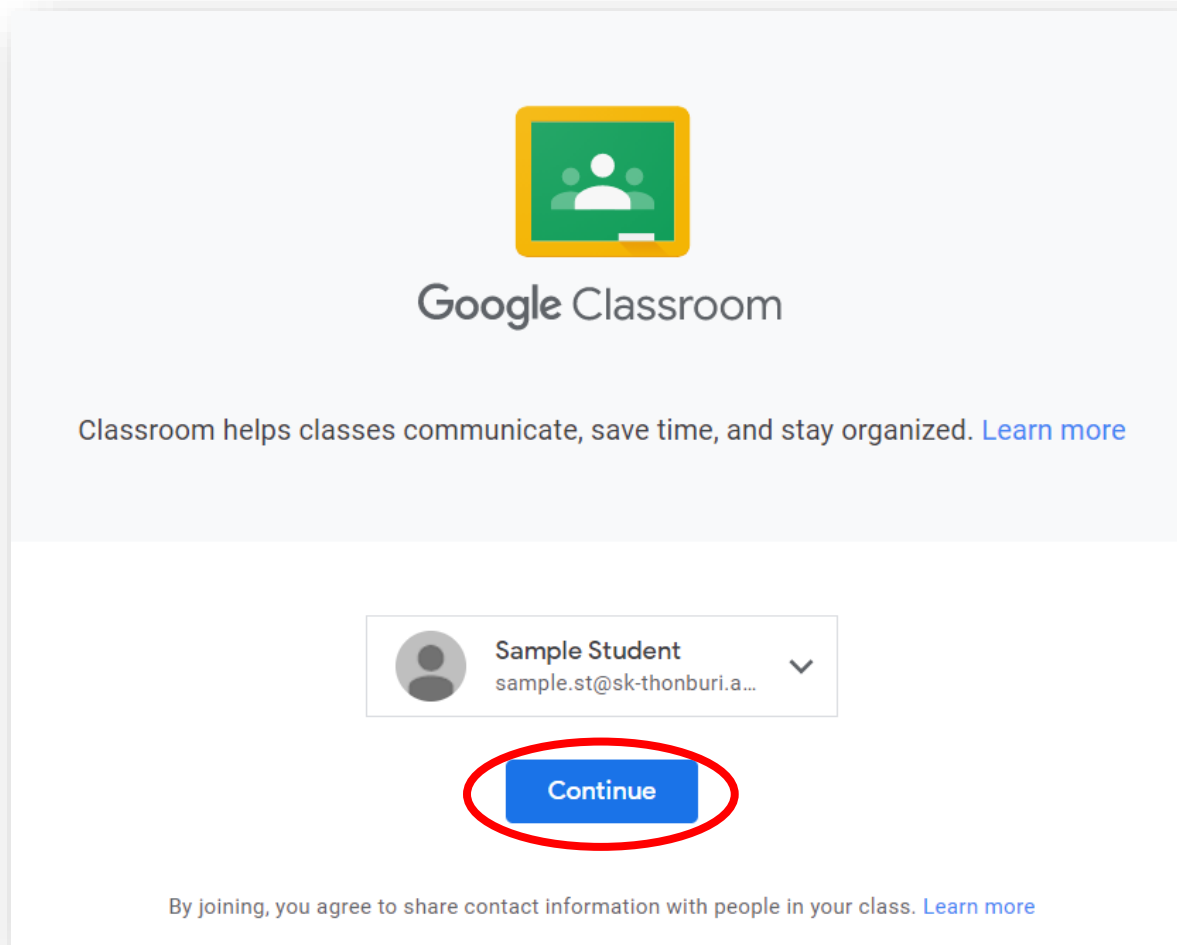 Google Classroom
Classroom helps classes communicate, save time, and stay organized. Learn more
Sample Student
sample.st@sk-thonburi.a...
Continue
By joining, you agree to share contact information with people in your class. Learn more